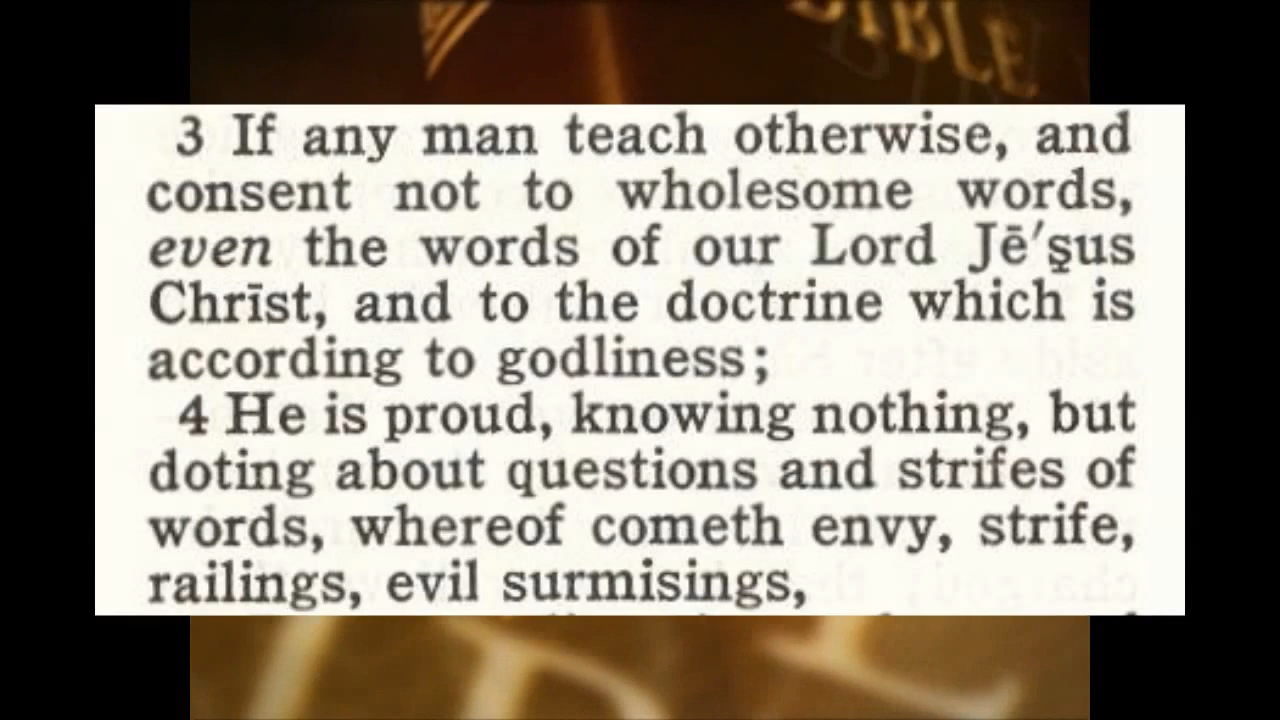 BIBLE
3 If any man teach otherwise, and
consent not to wholesome words,
even the words of our Lord Jē′şus
Chrīst, and to the doctrine which is
according to godliness;
4 He is proud, knowing nothing, but
doting about questions and strifes of
words, whereof cometh envy, strife,
railings, evil surmisings,